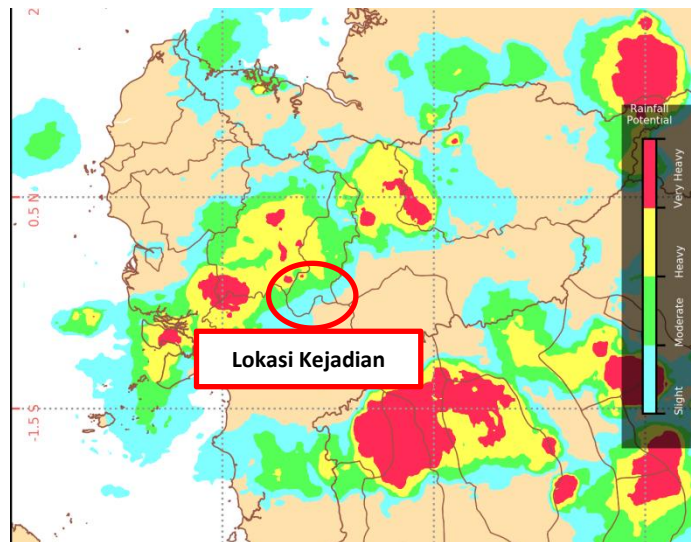 2
Rainfall
Potential
Very Heavy
0.5 N
Heavy
Moderate
Lokasi Kejadian
Slight
-1.5 S